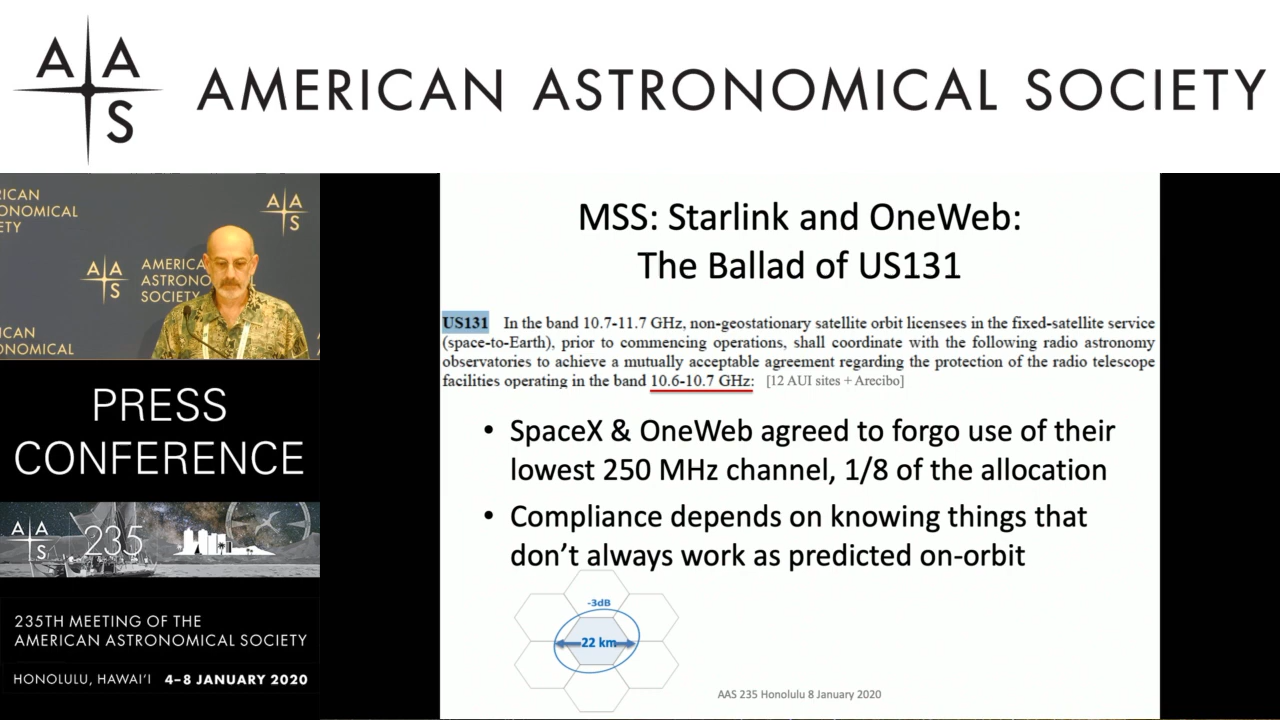 A A
S
AMERICAN ASTRONOMICAL SOCIETY
ICAN
ONOMICAL
ETY
A A
S
A A
S
AMERICA
ASTRONO
SOCIETY
ICAN
ONOMICAL
PRESS
CONFERENCE
A A
S
235
235TH MEETING OF THE
AMERICAN ASTRONOMICAL SOCIETY
HONOLULU, HAWAI'I 4–8 JANUARY 2020
MSS: Starlink and OneWeb:
The Ballad of US131
US131 In the band 10.7-11.7 GHz, non-geostationary satellite orbit licensees in the fixed-satellite service
(space-to-Earth), prior to commencing operations, shall coordinate with the following radio astronomy
observatories to achieve a mutually acceptable agreement regarding the protection of the radio telescope
facilities operating in the band 10.6-10.7 GHz: [12 AUI sites + Arecibo]
• SpaceX & OneWeb agreed to forgo use of their
lowest 250 MHz channel, 1/8 of the allocation
• Compliance depends on knowing things that
don't always work as predicted on-orbit
-3dB
22 km
AAS 235 Honolulu 8 January 2020